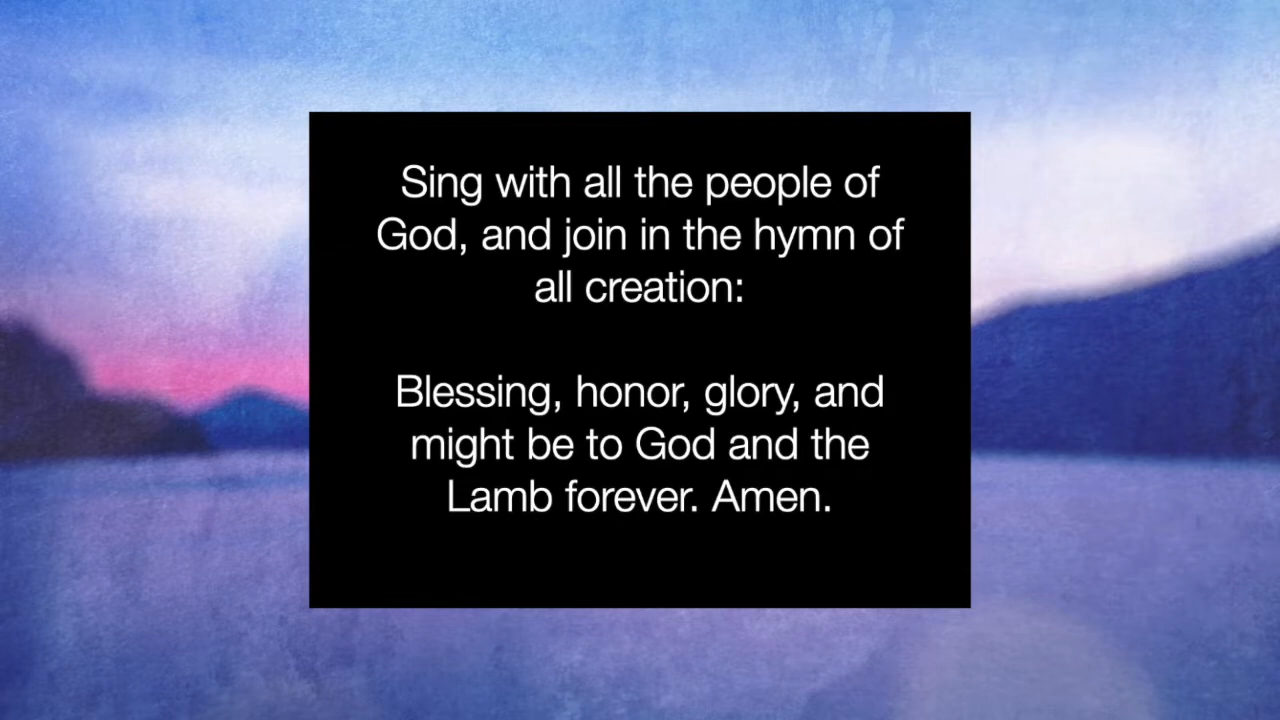 Sing with all the people of
God, and join in the hymn of
all creation:
Blessing, honor, glory, and
might be to God and the
Lamb forever. Amen.